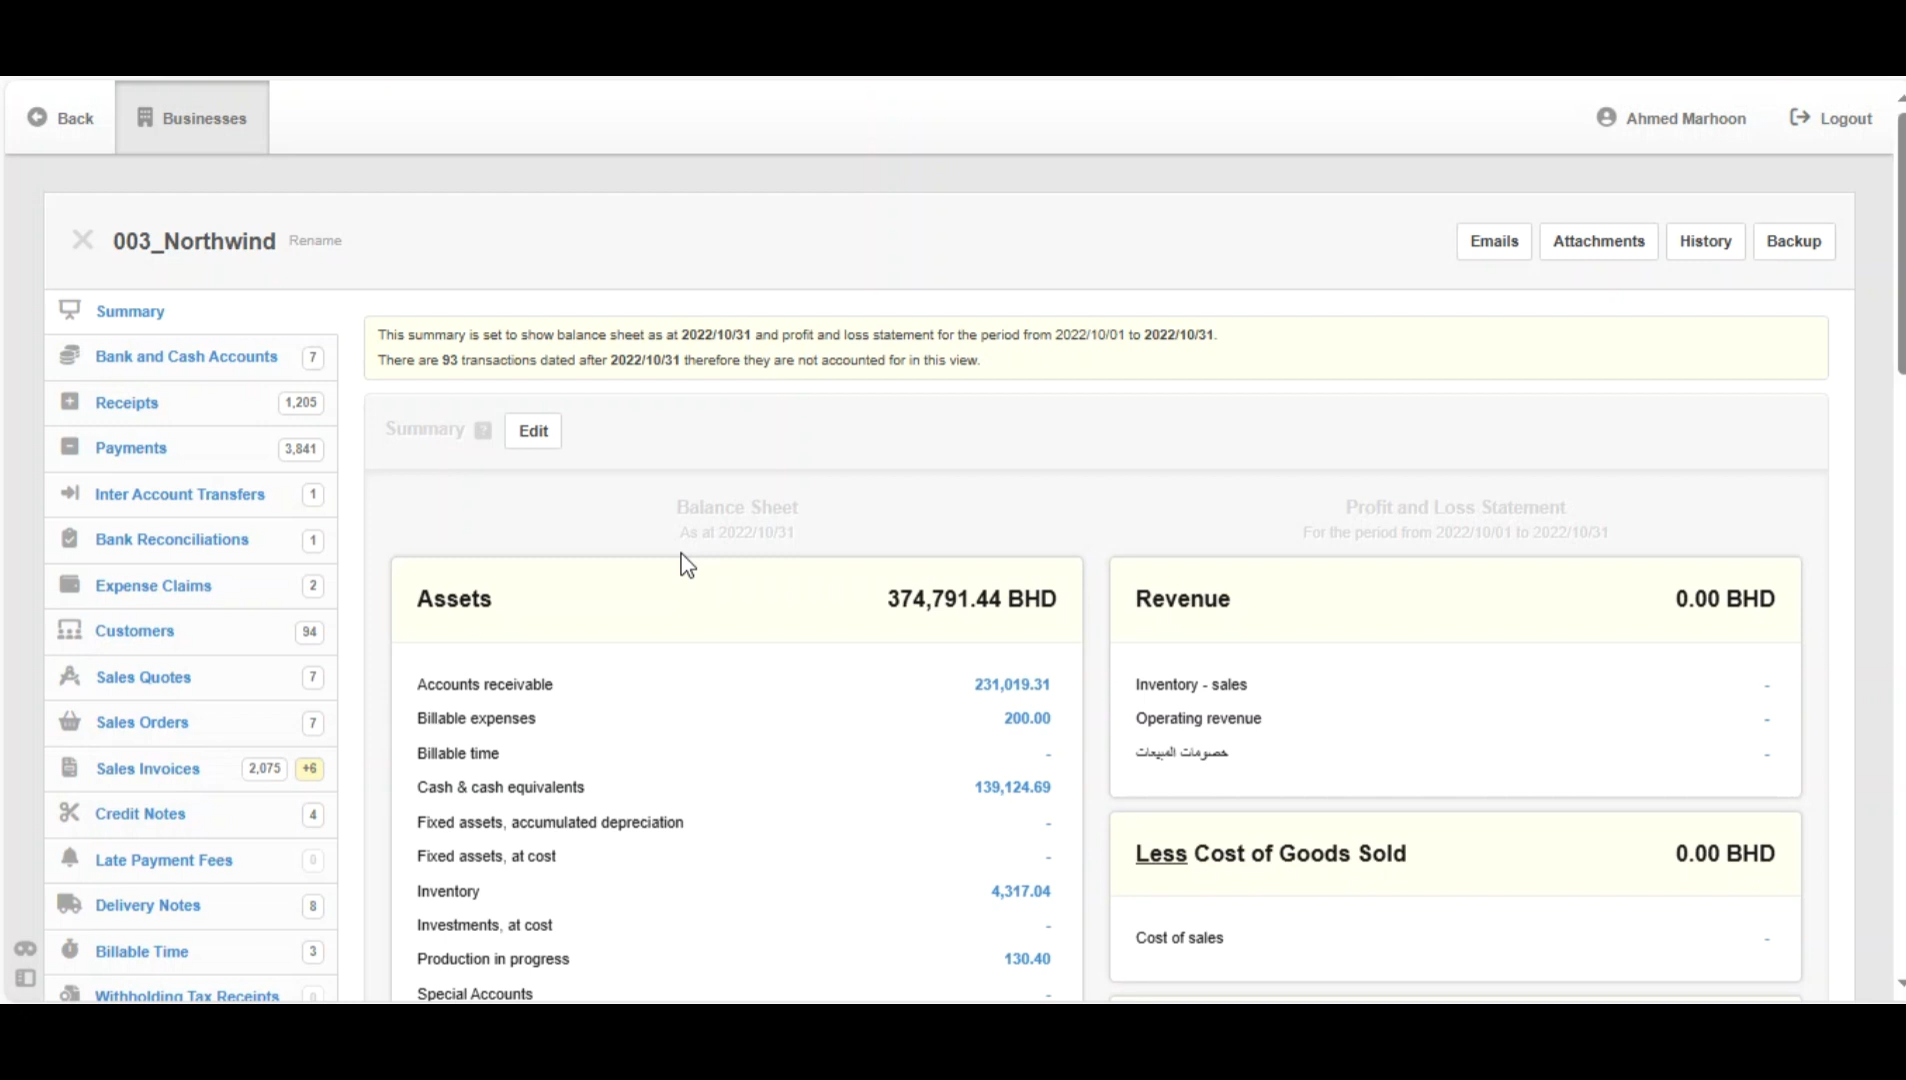 Back
Businesses
Ahmed Marhoon
Logout
003_Northwind Rename
Emails
Attachments
History
Backup
Summary
Bank and Cash Accounts 7
Receipts 1,205
Payments 3,841
Inter Account Transfers 1
Bank Reconciliations 1
Expense Claims 2
Customers 94
Sales Quotes 7
Sales Orders 7
Sales Invoices 2,075 +6
Credit Notes 4
Late Payment Fees 0
Delivery Notes 8
Billable Time 3
Withholding Tax Receipts 0
This summary is set to show balance sheet as at 2022/10/31 and profit and loss statement for the period from 2022/10/01 to 2022/10/31.
There are 93 transactions dated after 2022/10/31 therefore they are not accounted for in this view.
Summary ? Edit
Balance Sheet
As at 2022/10/31
Assets 374,791.44 BHD
Accounts receivable 231,019.31
Billable expenses 200.00
Billable time -
Cash & cash equivalents 139,124.69
Fixed assets, accumulated depreciation -
Fixed assets, at cost -
Inventory 4,317.04
Investments, at cost -
Production in progress 130.40
Special Accounts -
Profit and Loss Statement
For the period from 2022/10/01 to 2022/10/31
Revenue 0.00 BHD
Inventory - sales -
Operating revenue -
خصومات المبيعات -
Less Cost of Goods Sold 0.00 BHD
Cost of sales -